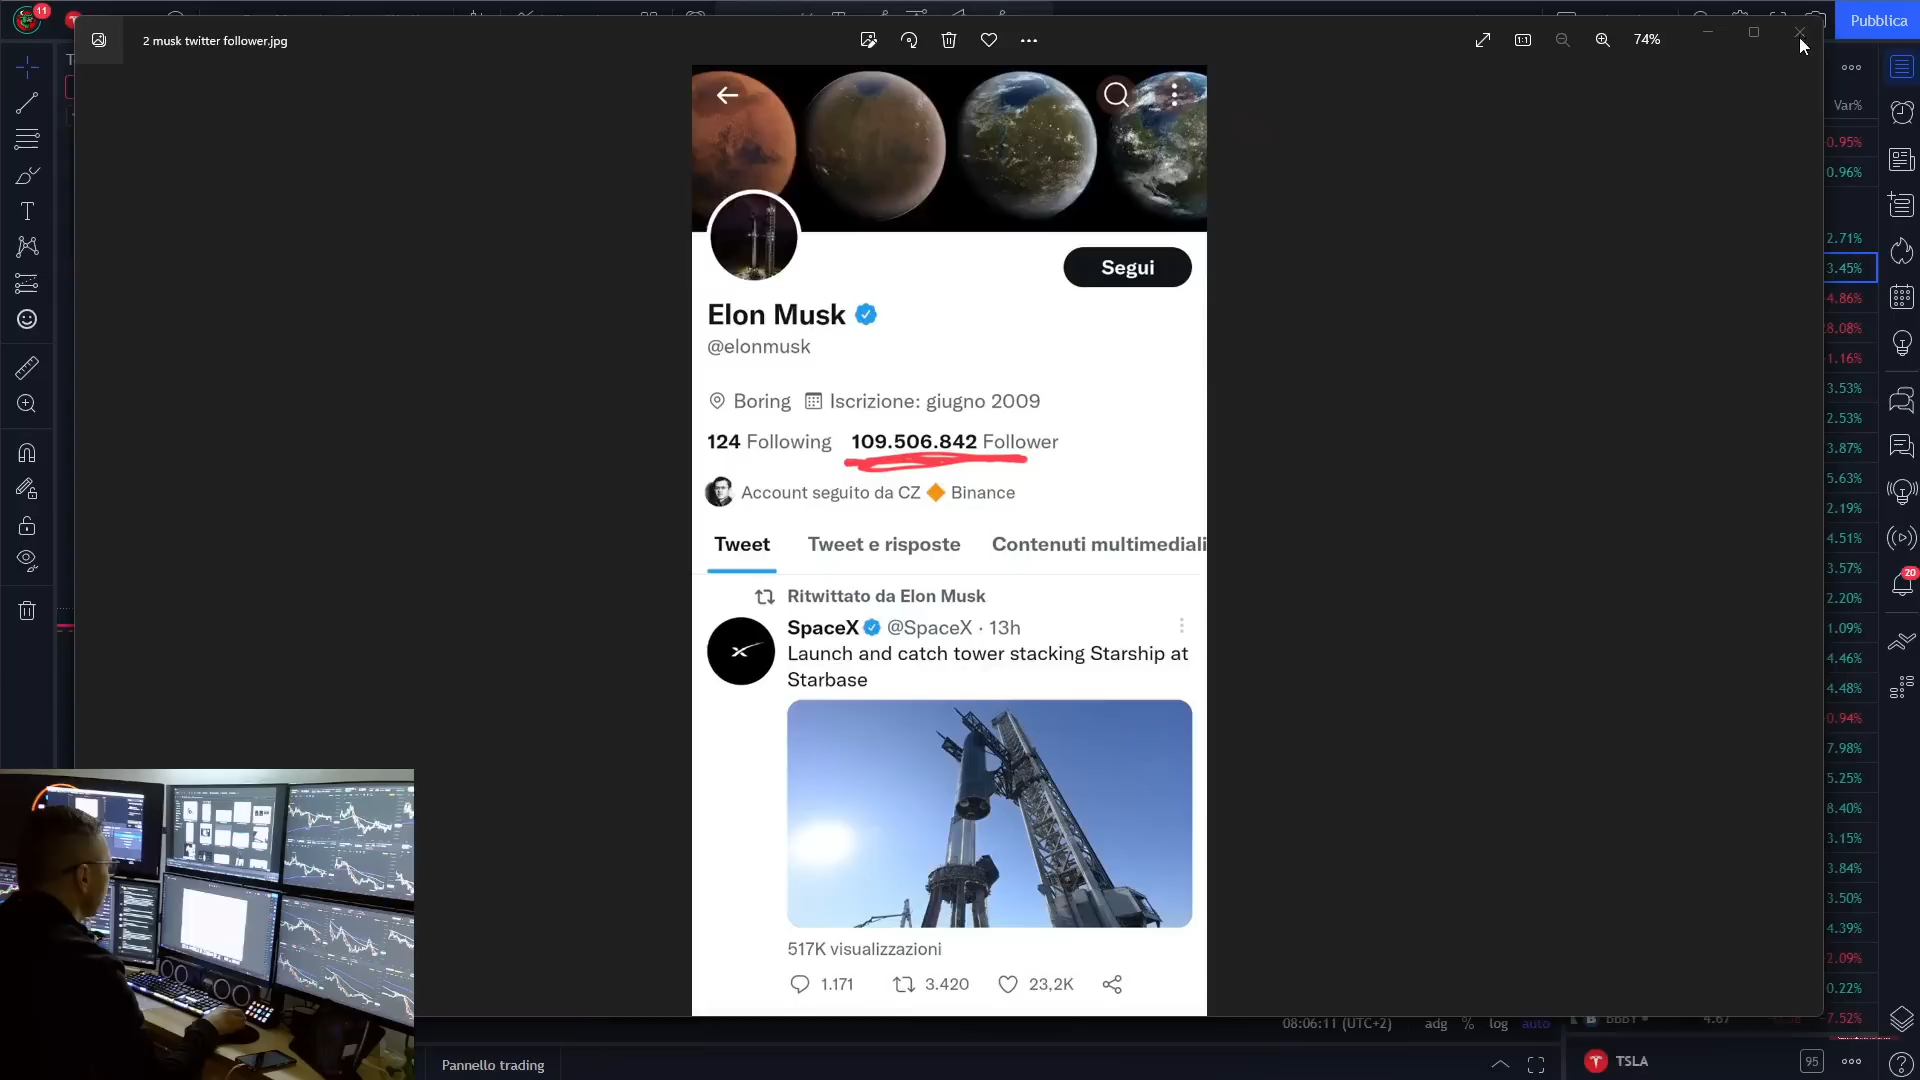 11
Pubblica
2 musk twitter follower.jpg
74%
Var%
Segui
Elon Musk
@elonmusk
Boring Iscrizione: giugno 2009
124 Following 109.506.842 Follower
Account seguito da CZ 🔶 Binance
Tweet Tweet e risposte Contenuti multimediali
Ritwittato da Elon Musk
SpaceX @SpaceX · 13h
Launch and catch tower stacking Starship at
Starbase
517K visualizzazioni
1.171 3.420 23,2K
0.95%
0.96%
2.71%
3.45%
4.86%
8.08%
1.16%
3.53%
2.53%
3.87%
5.63%
2.19%
4.51%
3.57%
20
2.20%
1.09%
4.46%
4.48%
0.94%
7.98%
5.25%
8.40%
3.15%
3.84%
3.50%
4.39%
2.09%
0.22%
-7.52%
08:06:11 (UTC+2) adg % log auto
Pannello trading
TSLA 95